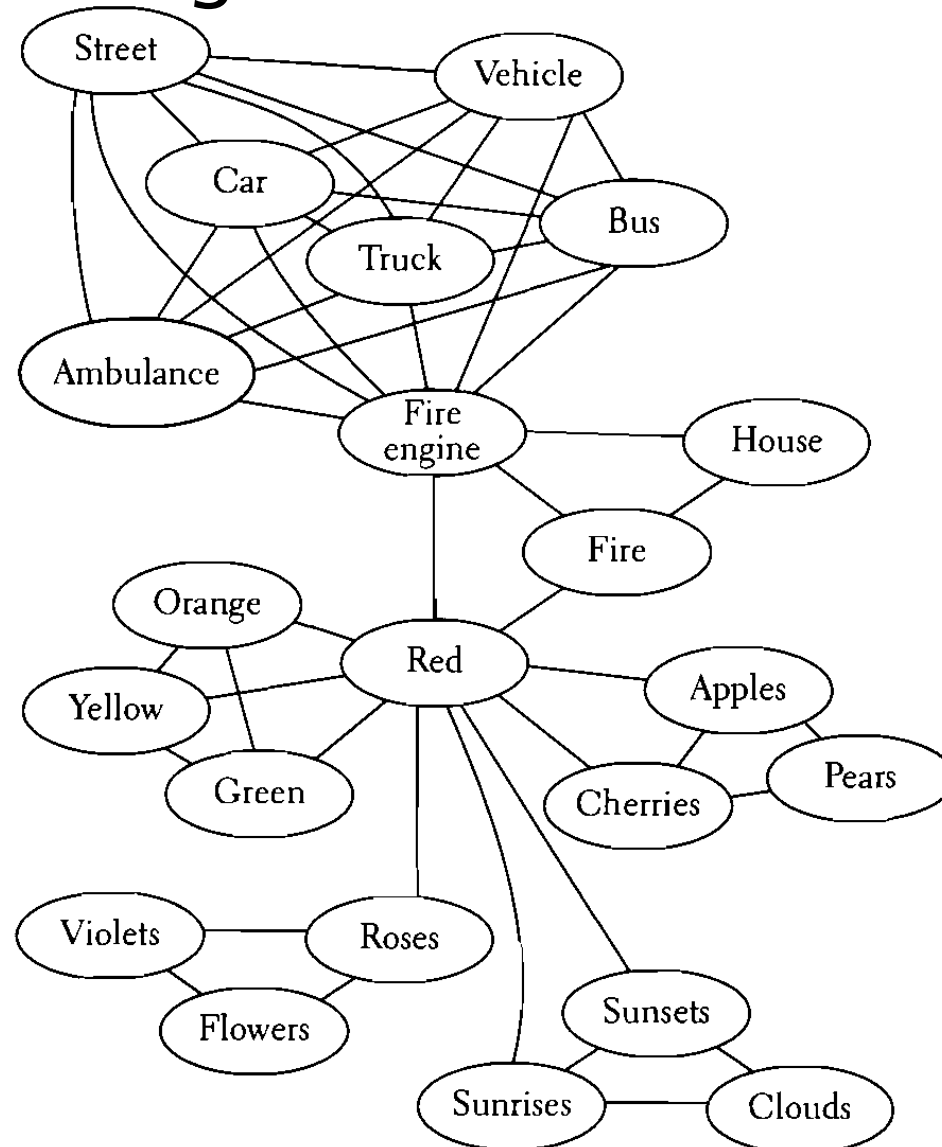 Street
Vehicle
Car
Bus
Truck
Ambulance
Fire
engine
House
Fire
Orange
Red
Apples
Yellow
Pears
Green
Cherries
Violets
Roses
Sunsets
Flowers
Sunrises
Clouds